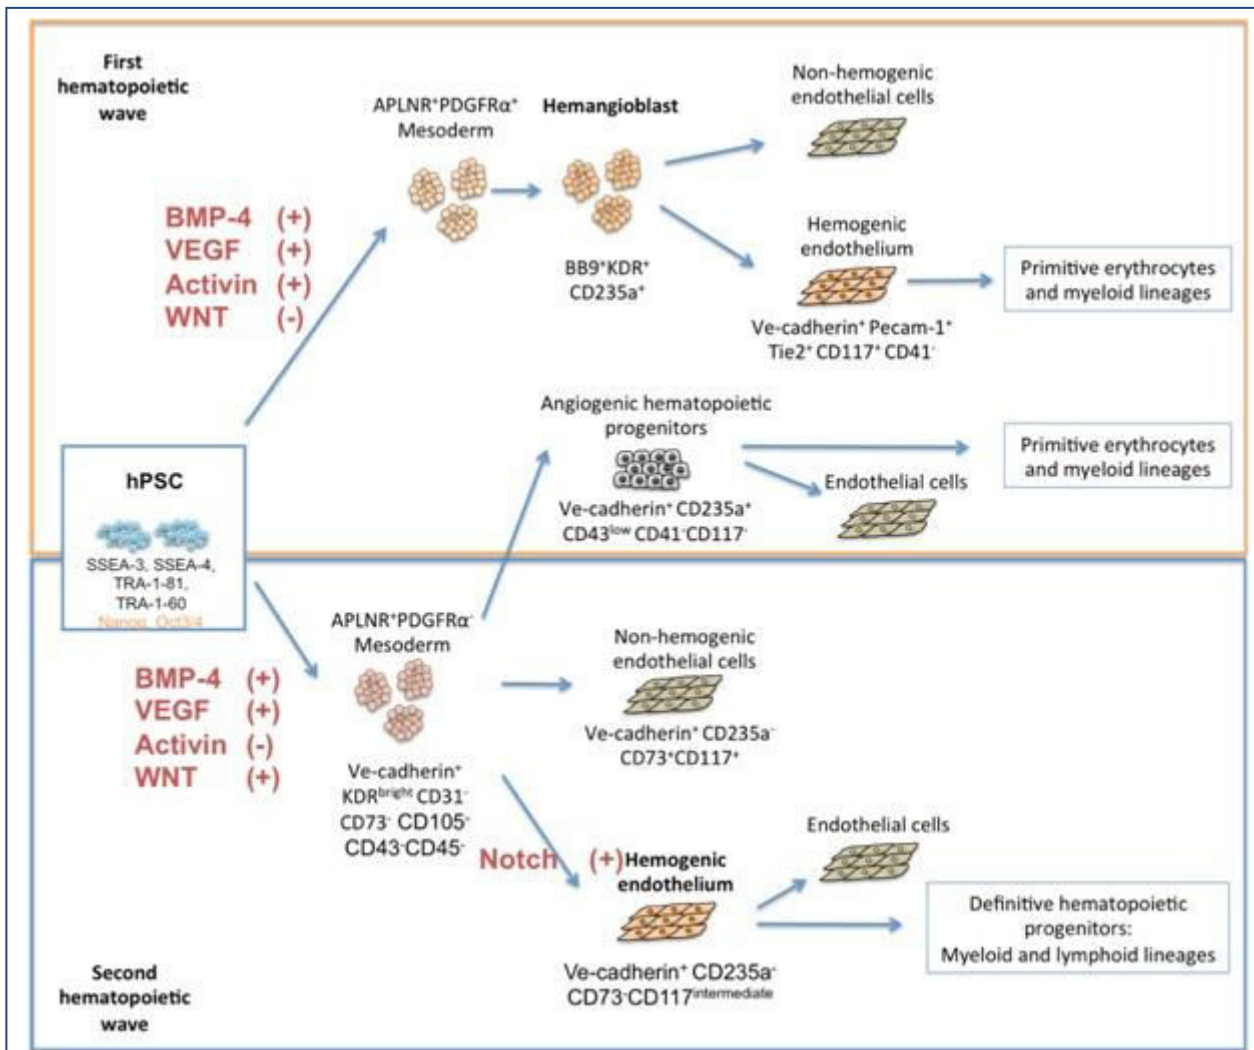 First
hematopoietic
wave
APLNR⁺PDGFRα⁺
Mesoderm
Hemangioblast
BB9⁺KDR⁺
CD235a⁺
Non-hemogenic
endothelial cells
Hemogenic
endothelium
Ve-cadherin⁺ Pecam-1⁺
Tie2⁺ CD117⁺ CD41⁻
Primitive erythrocytes
and myeloid lineages
BMP-4 (+)
VEGF (+)
Activin (+)
WNT (-)
Angiogenic hematopoietic
progenitors
Ve-cadherin⁺ CD235a⁺
CD43ˡᵒʷ CD41⁻CD117⁻
Primitive erythrocytes
and myeloid lineages
Endothelial cells
hPSC
SSEA-3, SSEA-4,
TRA-1-81,
TRA-1-60
Nanog, Oct3/4
BMP-4 (+)
VEGF (+)
Activin (-)
WNT (+)
APLNR⁺PDGFRα⁻
Mesoderm
Ve-cadherin⁺
KDRᵇʳⁱᵍʰᵗ CD31⁻
CD73⁻ CD105⁻
CD43⁻CD45⁻
Non-hemogenic
endothelial cells
Ve-cadherin⁺ CD235a⁻
CD73⁺CD117⁺
Notch (+)
Hemogenic
endothelium
Ve-cadherin⁺ CD235a⁻
CD73⁻CD117ⁱⁿᵗᵉʳᵐᵉᵈⁱᵃᵗᵉ
Endothelial cells
Definitive hematopoietic
progenitors:
Myeloid and lymphoid lineages
Second
hematopoietic
wave